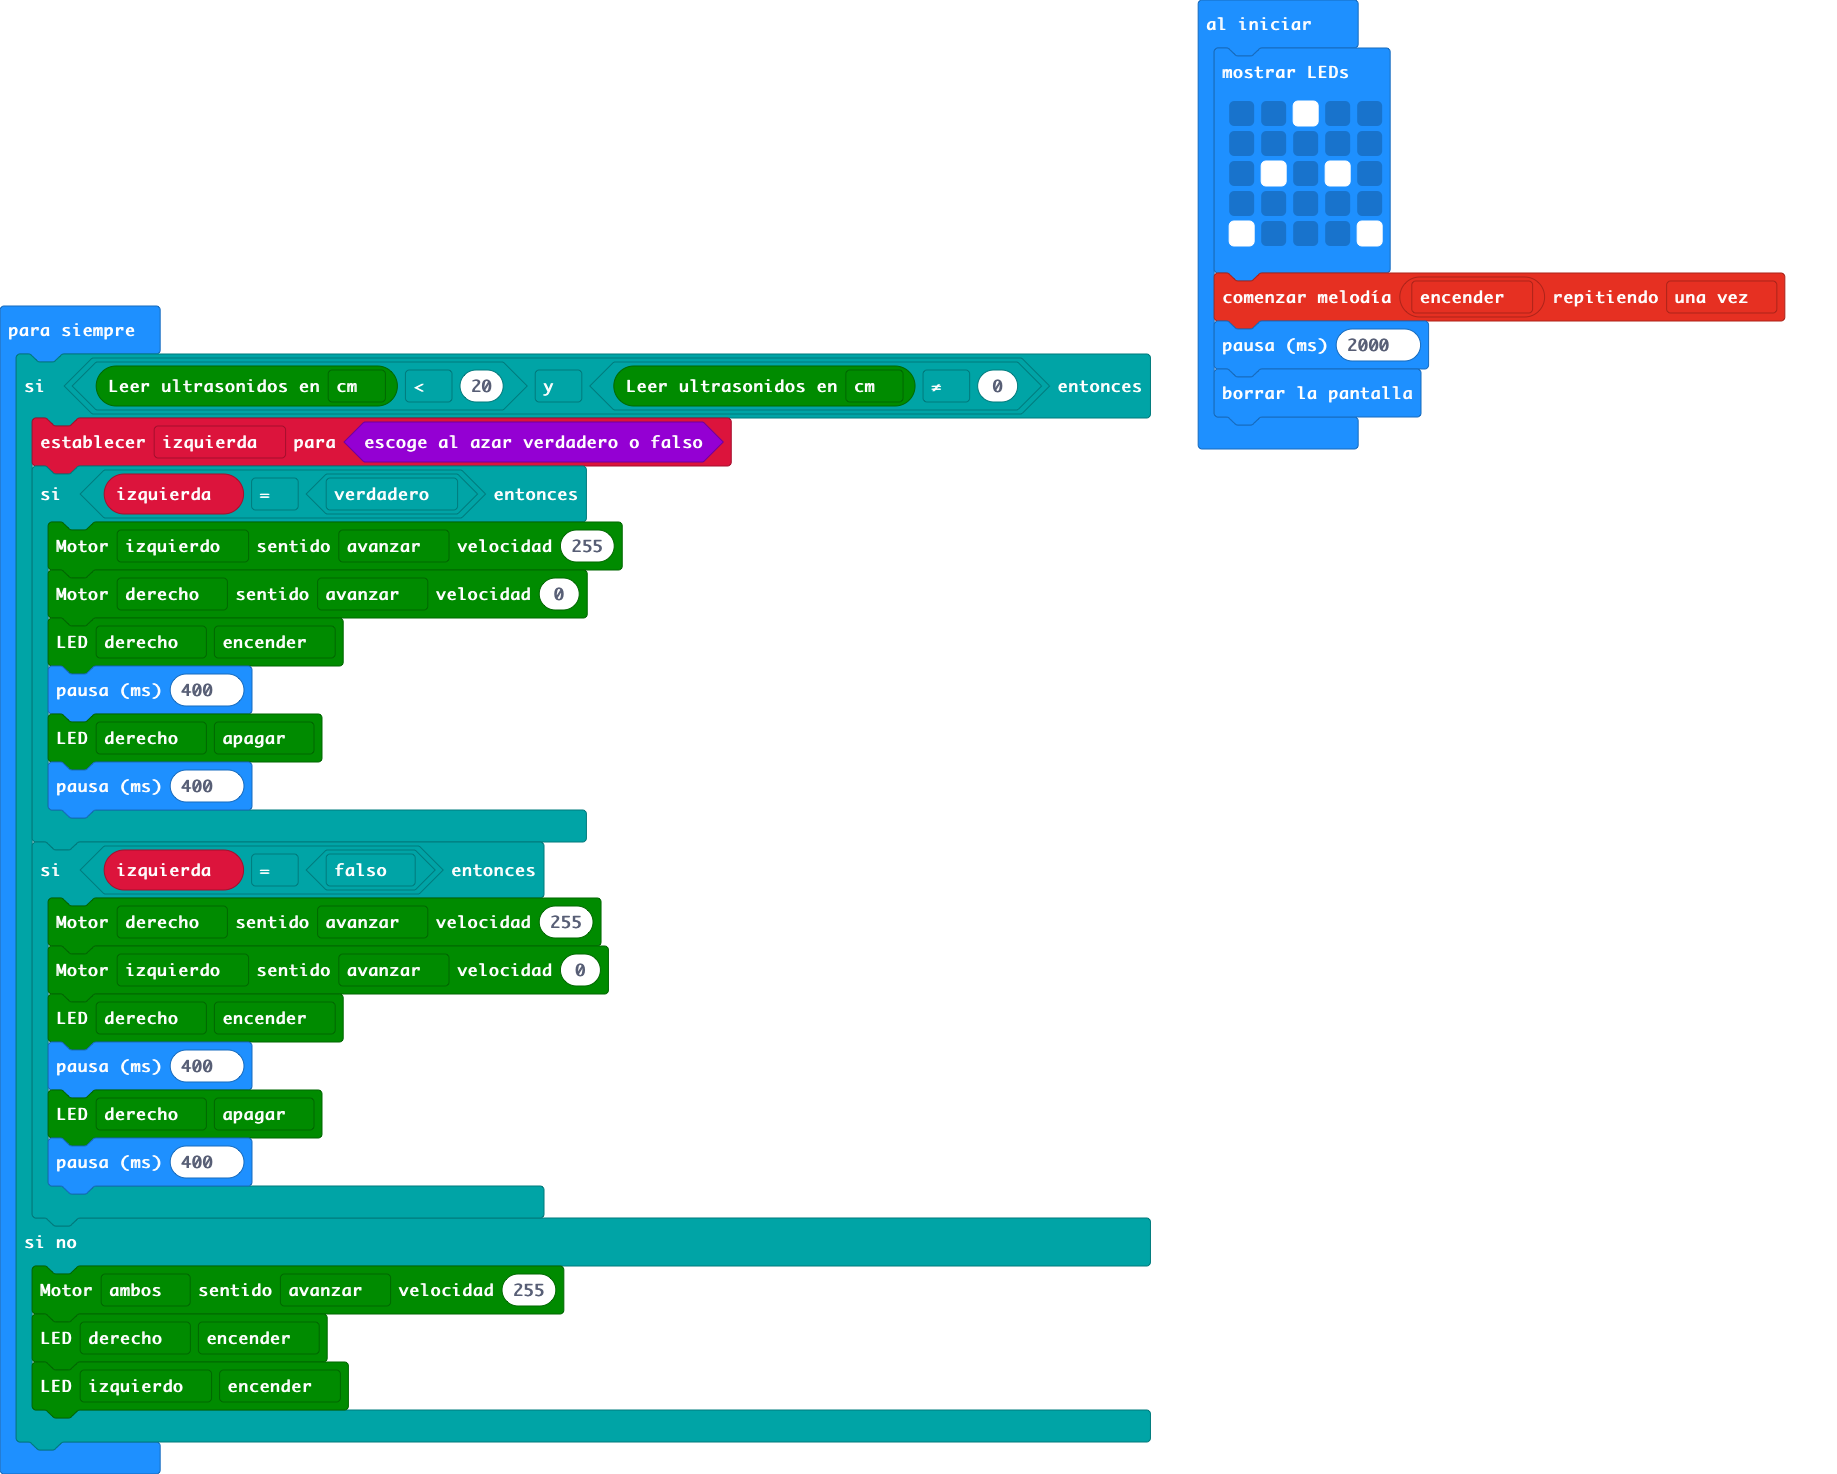 al iniciar
mostrar LEDs
comenzar melodía encender repitiendo una vez
pausa (ms) 2000
borrar la pantalla
para siempre
si Leer ultrasonidos en cm < 20 y Leer ultrasonidos en cm ≠ 0 entonces
establecer izquierda para escoge al azar verdadero o falso
si izquierda = verdadero entonces
Motor izquierdo sentido avanzar velocidad 255
Motor derecho sentido avanzar velocidad 0
LED derecho encender
pausa (ms) 400
LED derecho apagar
pausa (ms) 400
si izquierda = falso entonces
Motor derecho sentido avanzar velocidad 255
Motor izquierdo sentido avanzar velocidad 0
LED derecho encender
pausa (ms) 400
LED derecho apagar
pausa (ms) 400
si no
Motor ambos sentido avanzar velocidad 255
LED derecho encender
LED izquierdo encender